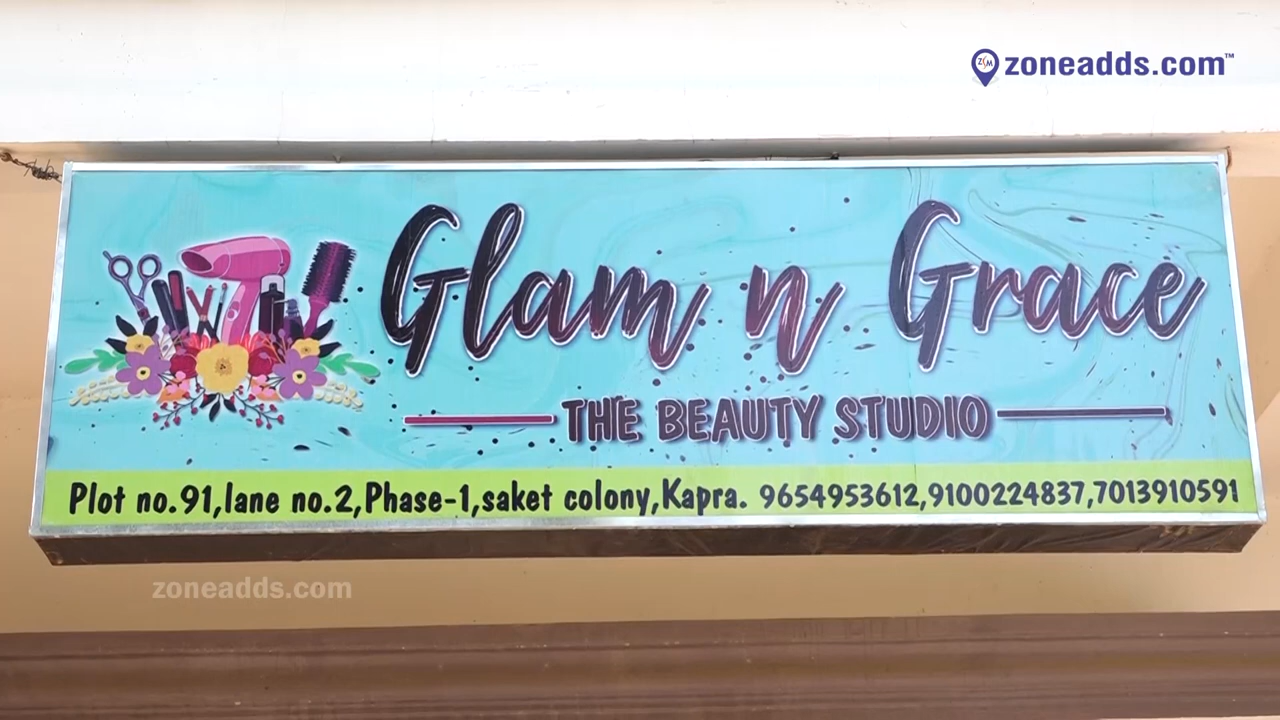 zoneadds.com™
Glam n Grace
THE BEAUTY STUDIO
Plot no.91,lane no.2,Phase-1,saket colony,Kapra. 9654953612,9100224837,7013910591
zoneadds.com